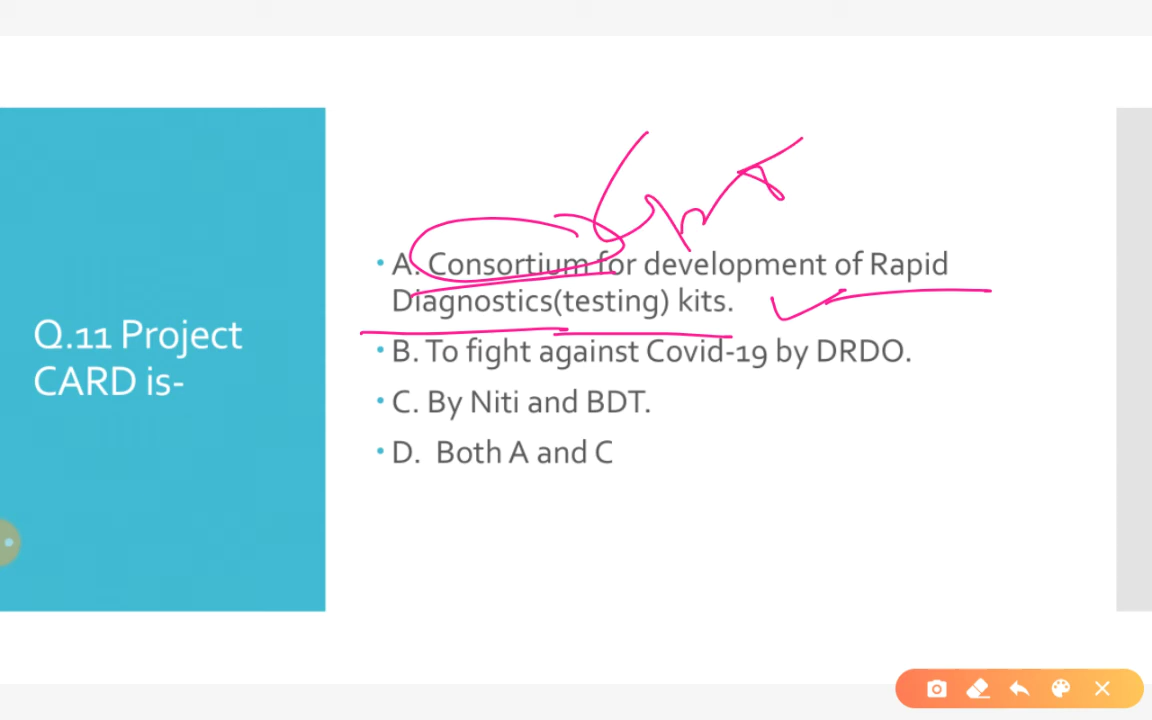 Q.11 Project
CARD is-
• A. Consortium for development of Rapid
Diagnostics(testing) kits.
• B. To fight against Covid-19 by DRDO.
• C. By Niti and BDT.
• D. Both A and C